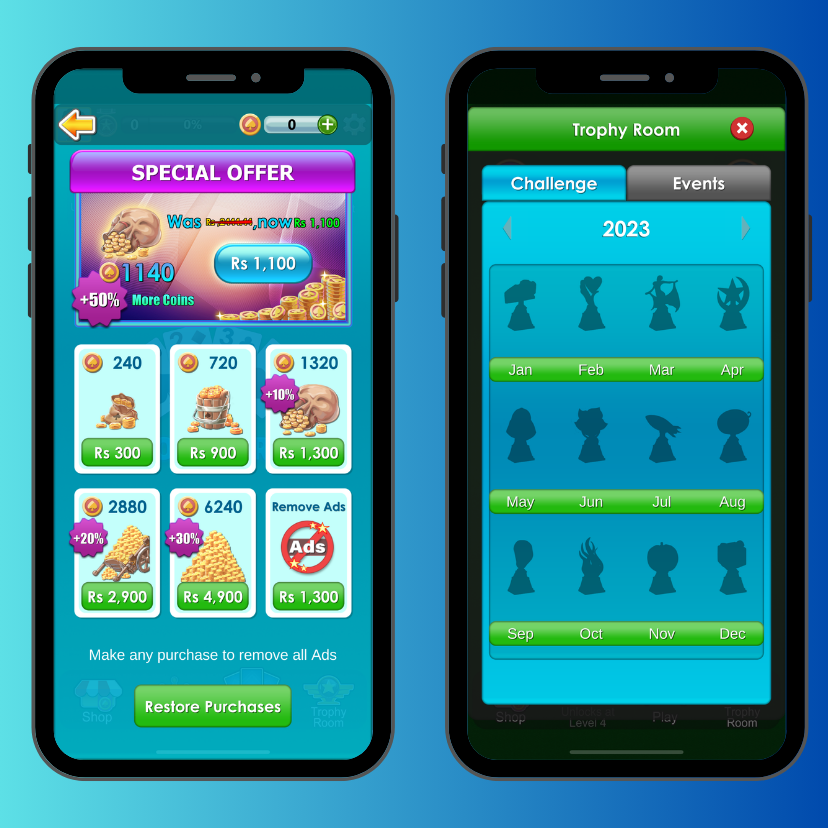 0
SPECIAL OFFER
Was
,now Rs 1,100
1140
Rs 1,100
+50% More Coins
240
720
1320
+10%
Rs 300
Rs 900
Rs 1,300
2880
6240
Remove Ads
+20%
+30%
Ads
Rs 2,900
Rs 4,900
Rs 1,300
Make any purchase to remove all Ads
Restore Purchases
Shop
Trophy
Room
Trophy Room
Challenge
Events
2023
Jan Feb Mar Apr
May Jun Jul Aug
Sep Oct Nov Dec
Shop
Level 4
Play
Trophy
Room